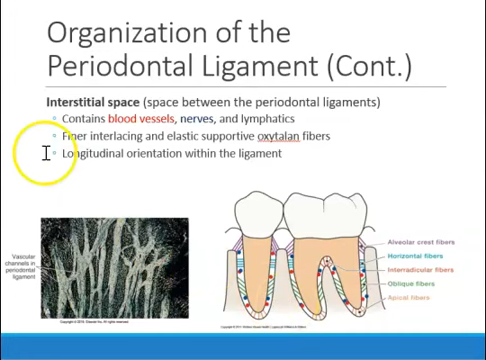 Organization of the
Periodontal Ligament (Cont.)
Interstitial space (space between the periodontal ligaments)
Contains blood vessels, nerves, and lymphatics
Finer interlacing and elastic supportive oxytalan fibers
Longitudinal orientation within the ligament
Vascular
channels in
periodontal
ligament
Alveolar crest fibers
Horizontal fibers
Interradicular fibers
Oblique fibers
Apical fibers